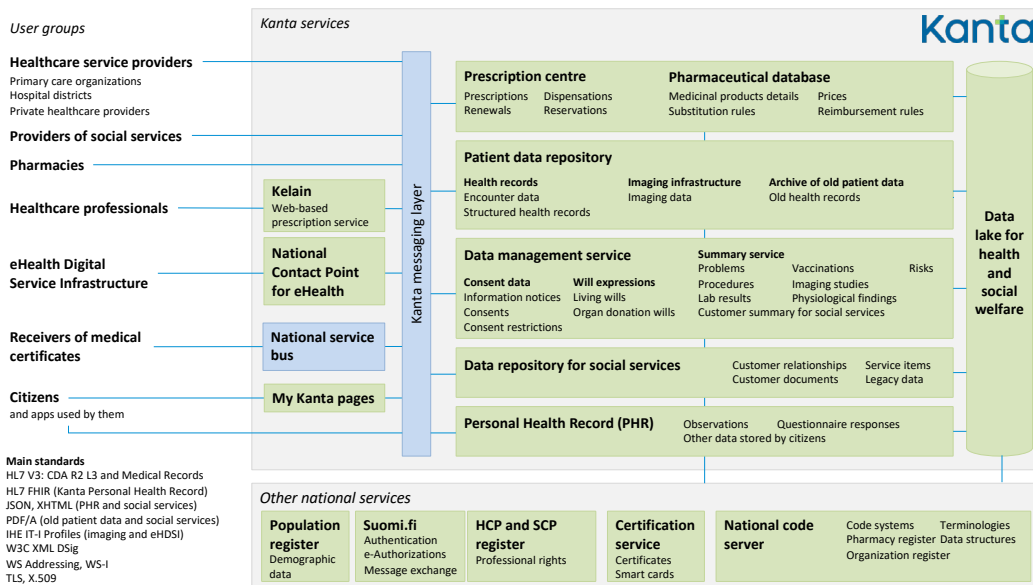 User groups
Kanta services
Kanta
Healthcare service providers
Primary care organizations
Hospital districts
Private healthcare providers
Providers of social services
Pharmacies
Healthcare professionals
eHealth Digital
Service Infrastructure
Receivers of medical
certificates
Citizens
and apps used by them
Kelain
Web-based
prescription service
National
Contact Point
for eHealth
National service
bus
My Kanta pages
Kanta messaging layer
Prescription centre
Prescriptions Dispensations
Renewals Reservations
Pharmaceutical database
Medicinal products details Prices
Substitution rules Reimbursement rules
Patient data repository
Health records
Encounter data
Structured health records
Imaging infrastructure
Imaging data
Archive of old patient data
Old health records
Data management service
Consent data
Information notices
Consents
Consent restrictions
Will expressions
Living wills
Organ donation wills
Summary service
Problems Vaccinations Risks
Procedures Imaging studies
Lab results Physiological findings
Customer summary for social services
Data repository for social services
Customer relationships Service items
Customer documents Legacy data
Personal Health Record (PHR)
Observations Questionnaire responses
Other data stored by citizens
Data
lake for
health
and
social
welfare
Main standards
HL7 V3: CDA R2 L3 and Medical Records
HL7 FHIR (Kanta Personal Health Record)
JSON, XHTML (PHR and social services)
PDF/A (old patient data and social services)
IHE IT-I Profiles (imaging and eHDSI)
W3C XML DSig
WS Addressing, WS-I
TLS, X.509
Other national services
Population
register
Demographic
data
Suomi.fi
Authentication
e-Authorizations
Message exchange
HCP and SCP
register
Professional rights
Certification
service
Certificates
Smart cards
National code
server
Code systems Terminologies
Pharmacy register Data structures
Organization register